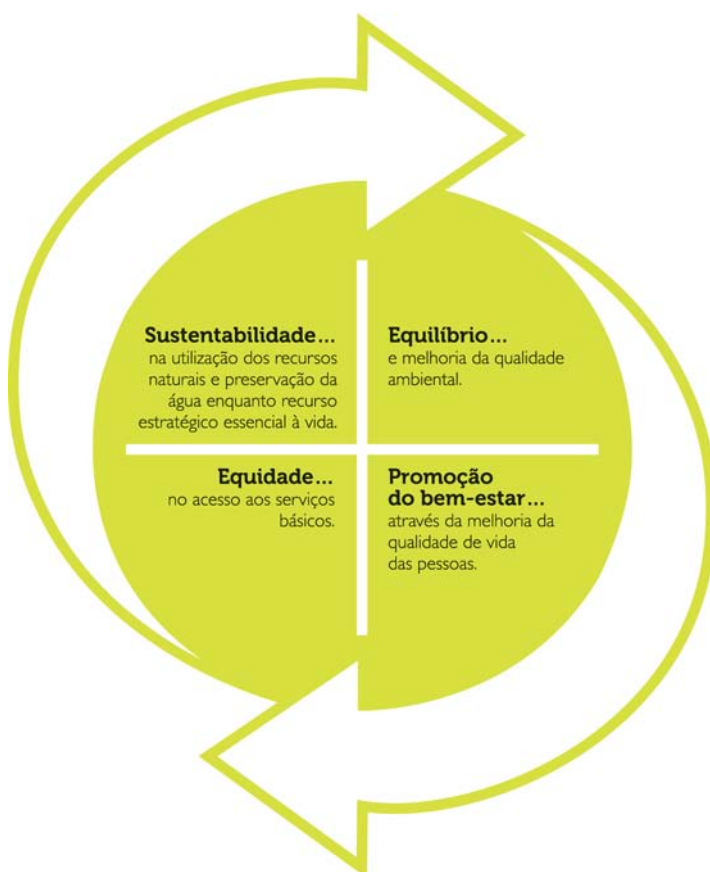 Sustentabilidade...
na utilização dos recursos
naturais e preservação da
água enquanto recurso
estratégico essencial à vida.
Equilíbrio...
e melhoria da qualidade
ambiental.
Equidade...
no acesso aos serviços
básicos.
Promoção
do bem-estar...
através da melhoria da
qualidade de vida
das pessoas.